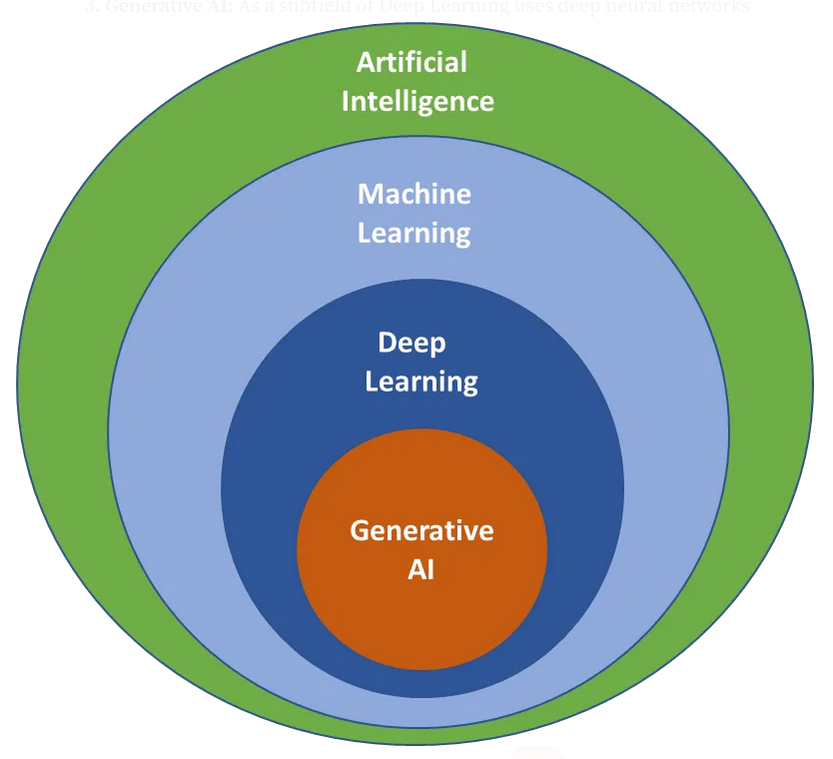 3. Generative AI: As a subfield of Deep Learning uses deep neural networks
Artificial
Intelligence
Machine
Learning
Deep
Learning
Generative
AI